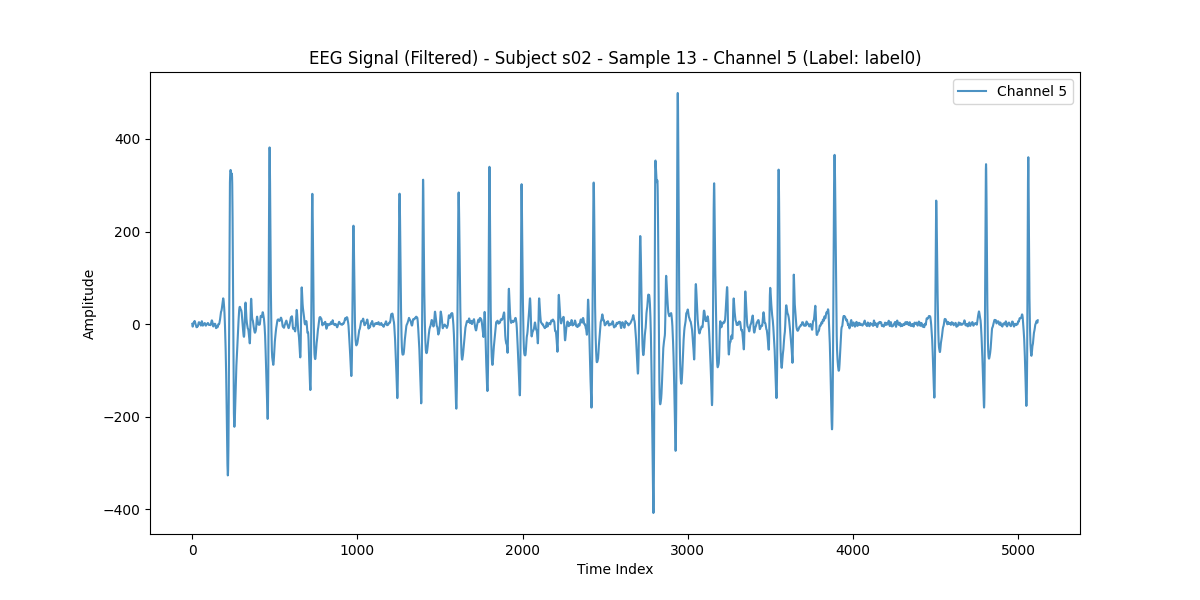 EEG Signal (Filtered) - Subject s02 - Sample 13 - Channel 5 (Label: label0)
Channel 5
400
200
0
−200
−400
Amplitude
0 1000 2000 3000 4000 5000
Time Index